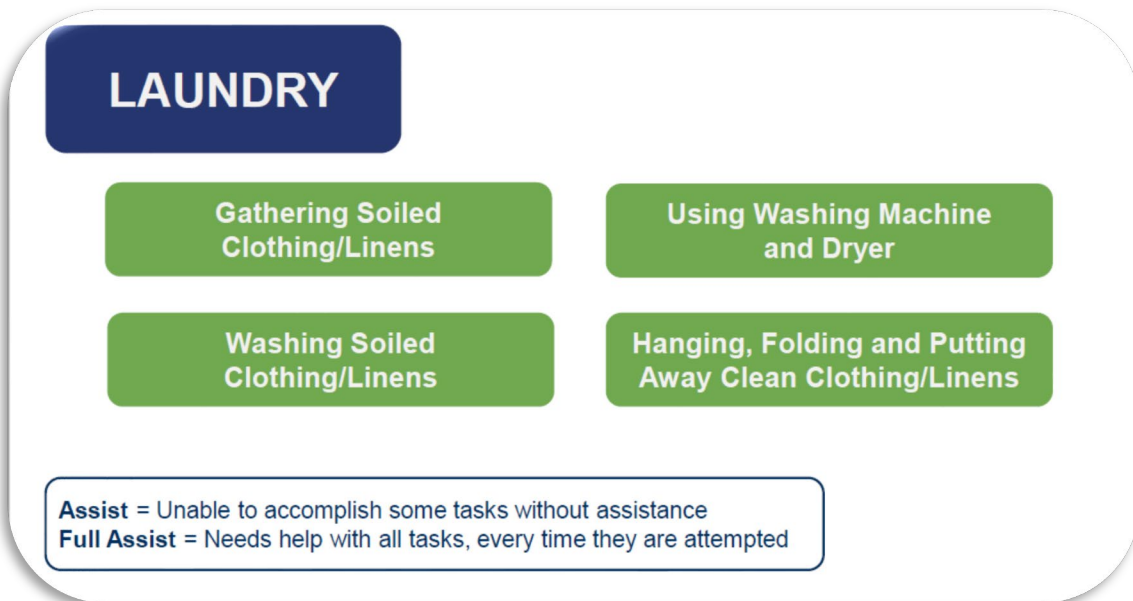 LAUNDRY
Gathering Soiled
Clothing/Linens
Using Washing Machine
and Dryer
Washing Soiled
Clothing/Linens
Hanging, Folding and Putting
Away Clean Clothing/Linens
Assist = Unable to accomplish some tasks without assistance
Full Assist = Needs help with all tasks, every time they are attempted